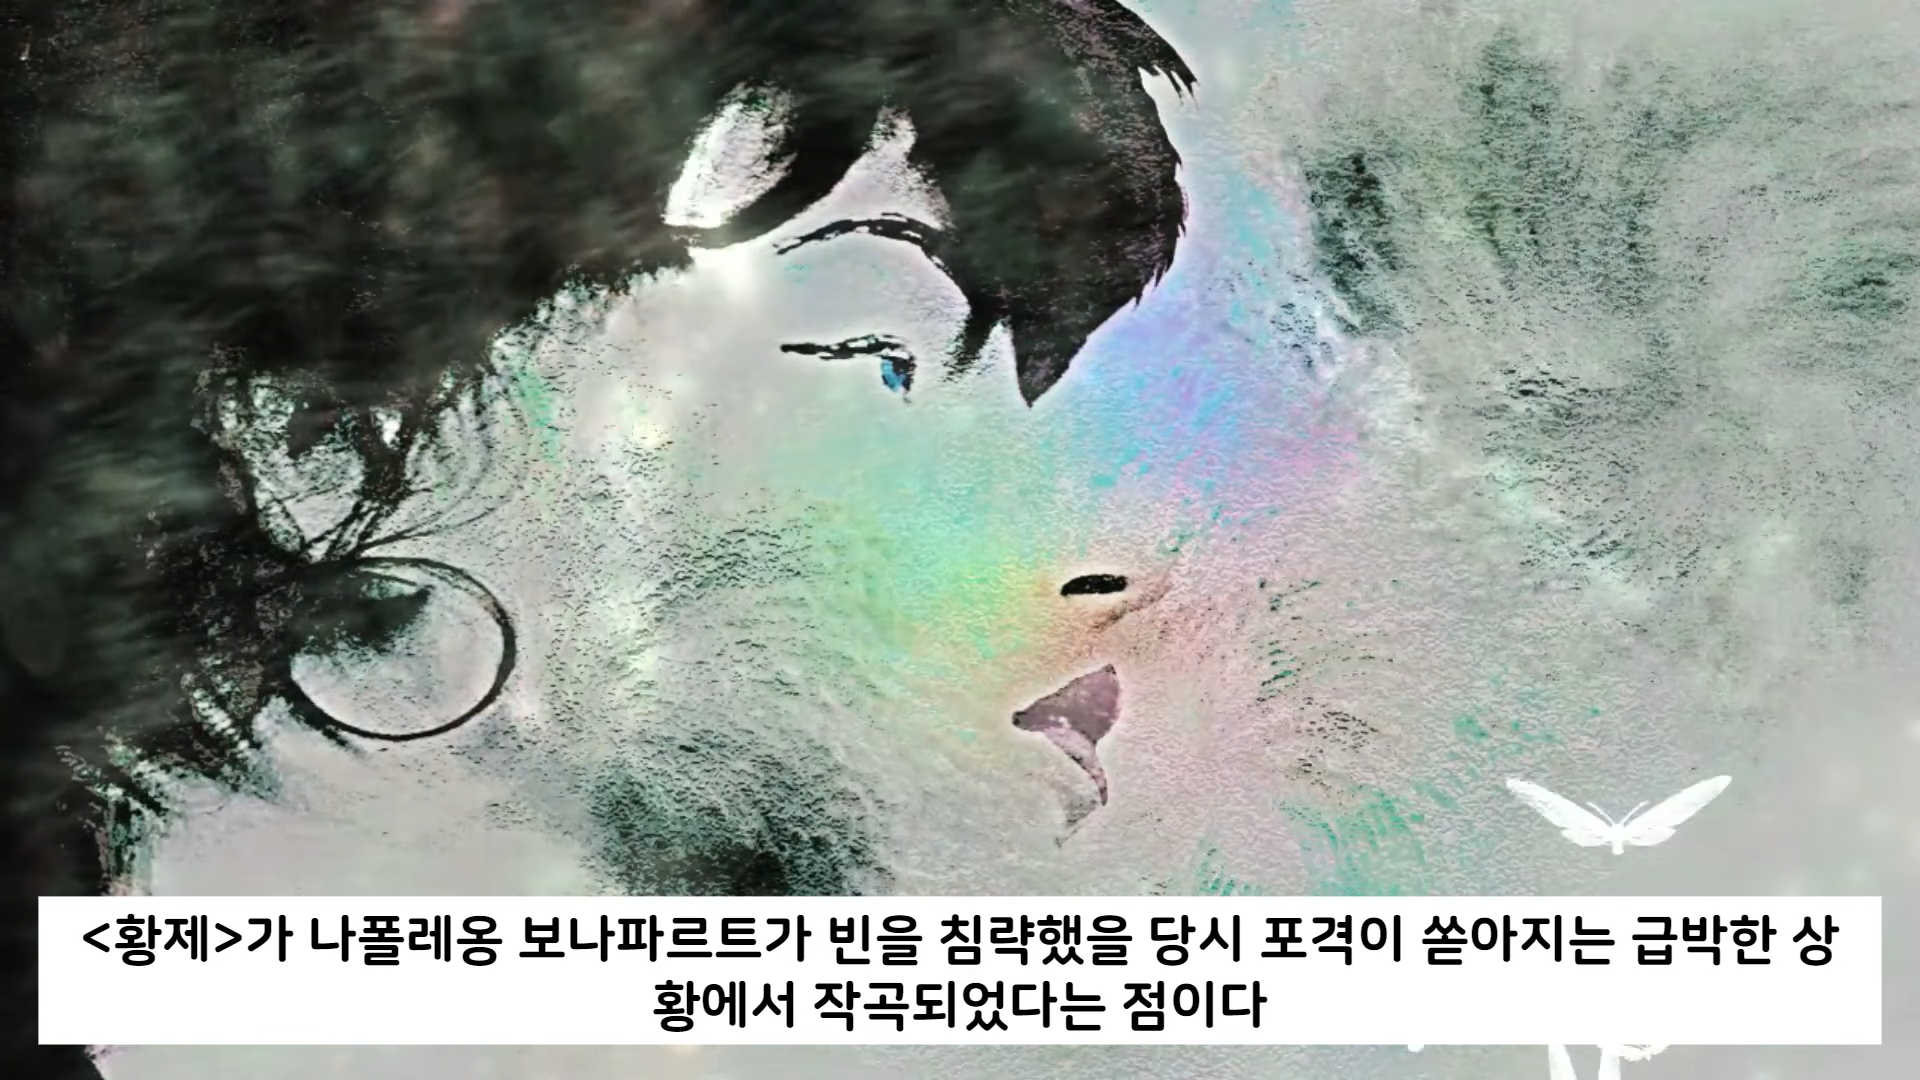 <황제>가 나폴레옹 보나파르트가 빈을 침략했을 당시 포격이 쏟아지는 급박한 상
황에서 작곡되었다는 점이다